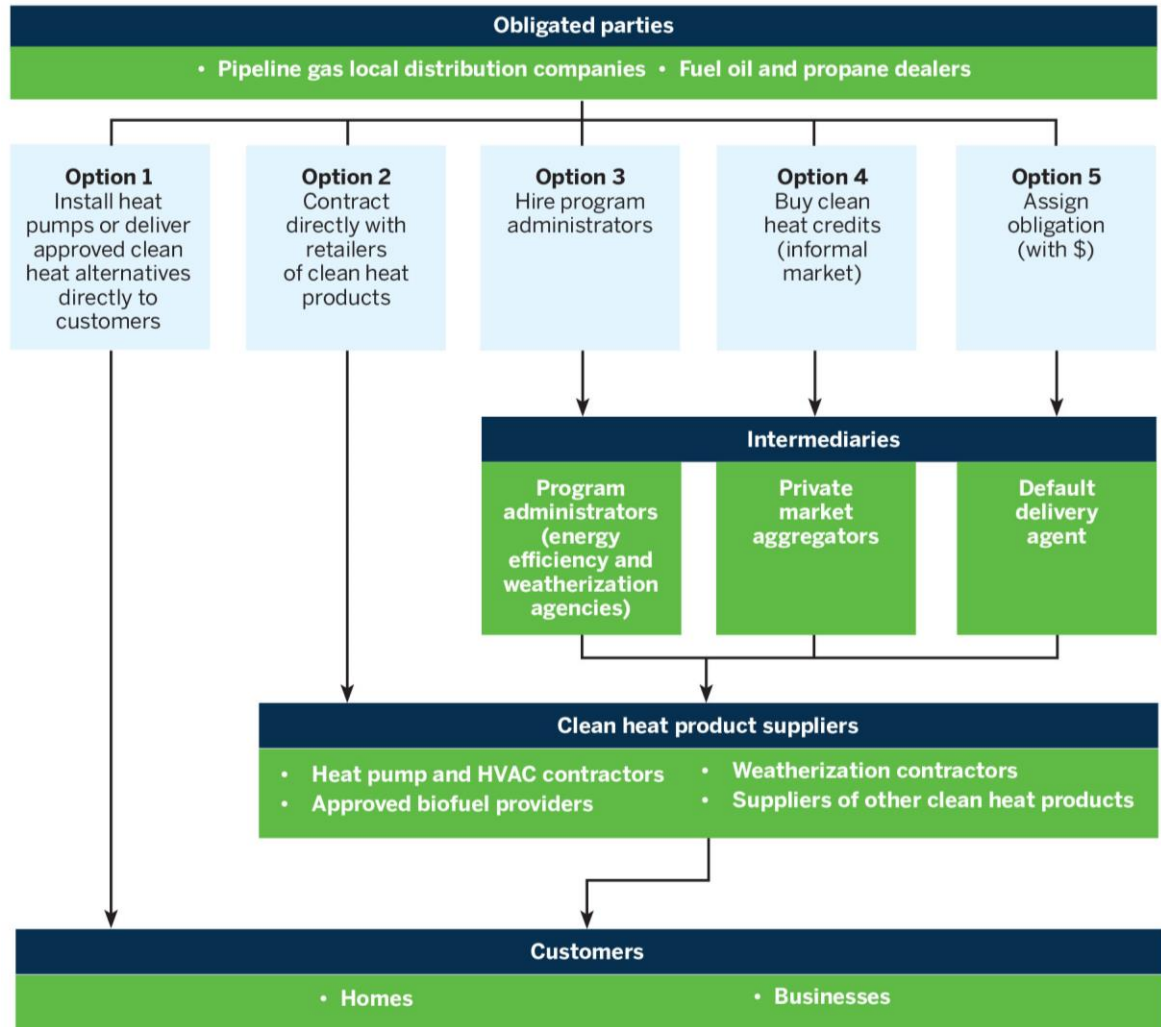 Obligated parties
• Pipeline gas local distribution companies • Fuel oil and propane dealers
Option 1
Install heat
pumps or deliver
approved clean
heat alternatives
directly to
customers
Option 2
Contract
directly with
retailers
of clean heat
products
Option 3
Hire program
administrators
Option 4
Buy clean
heat credits
(informal
market)
Option 5
Assign
obligation
(with $)
Intermediaries
Program
administrators
(energy
efficiency and
weatherization
agencies)
Private
market
aggregators
Default
delivery
agent
Clean heat product suppliers
• Heat pump and HVAC contractors
• Approved biofuel providers
• Weatherization contractors
• Suppliers of other clean heat products
Customers
• Homes
• Businesses